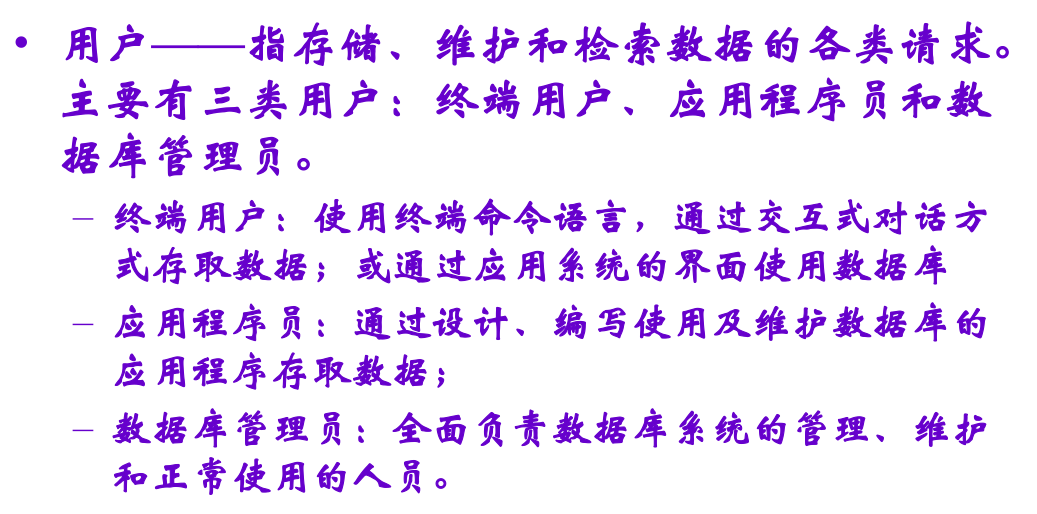 • 用户——指存储、维护和检索数据的各类请求。
主要有三类用户：终端用户、应用程序员和数
据库管理员。
– 终端用户：使用终端命令语言，通过交互式对话方
式存取数据；或通过应用系统的界面使用数据库
– 应用程序员：通过设计、编写使用及维护数据库的
应用程序存取数据；
– 数据库管理员：全面负责数据库系统的管理、维护
和正常使用的人员。